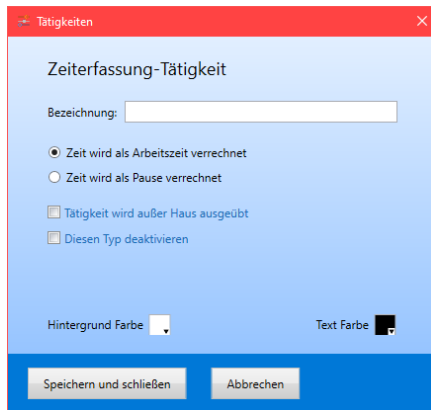 Tätigkeiten
Zeiterfassung-Tätigkeit
Bezeichnung:
Zeit wird als Arbeitszeit verrechnet
Zeit wird als Pause verrechnet
Tätigkeit wird außer Haus ausgeübt
Diesen Typ deaktivieren
Hintergrund Farbe Text Farbe
Speichern und schließen Abbrechen